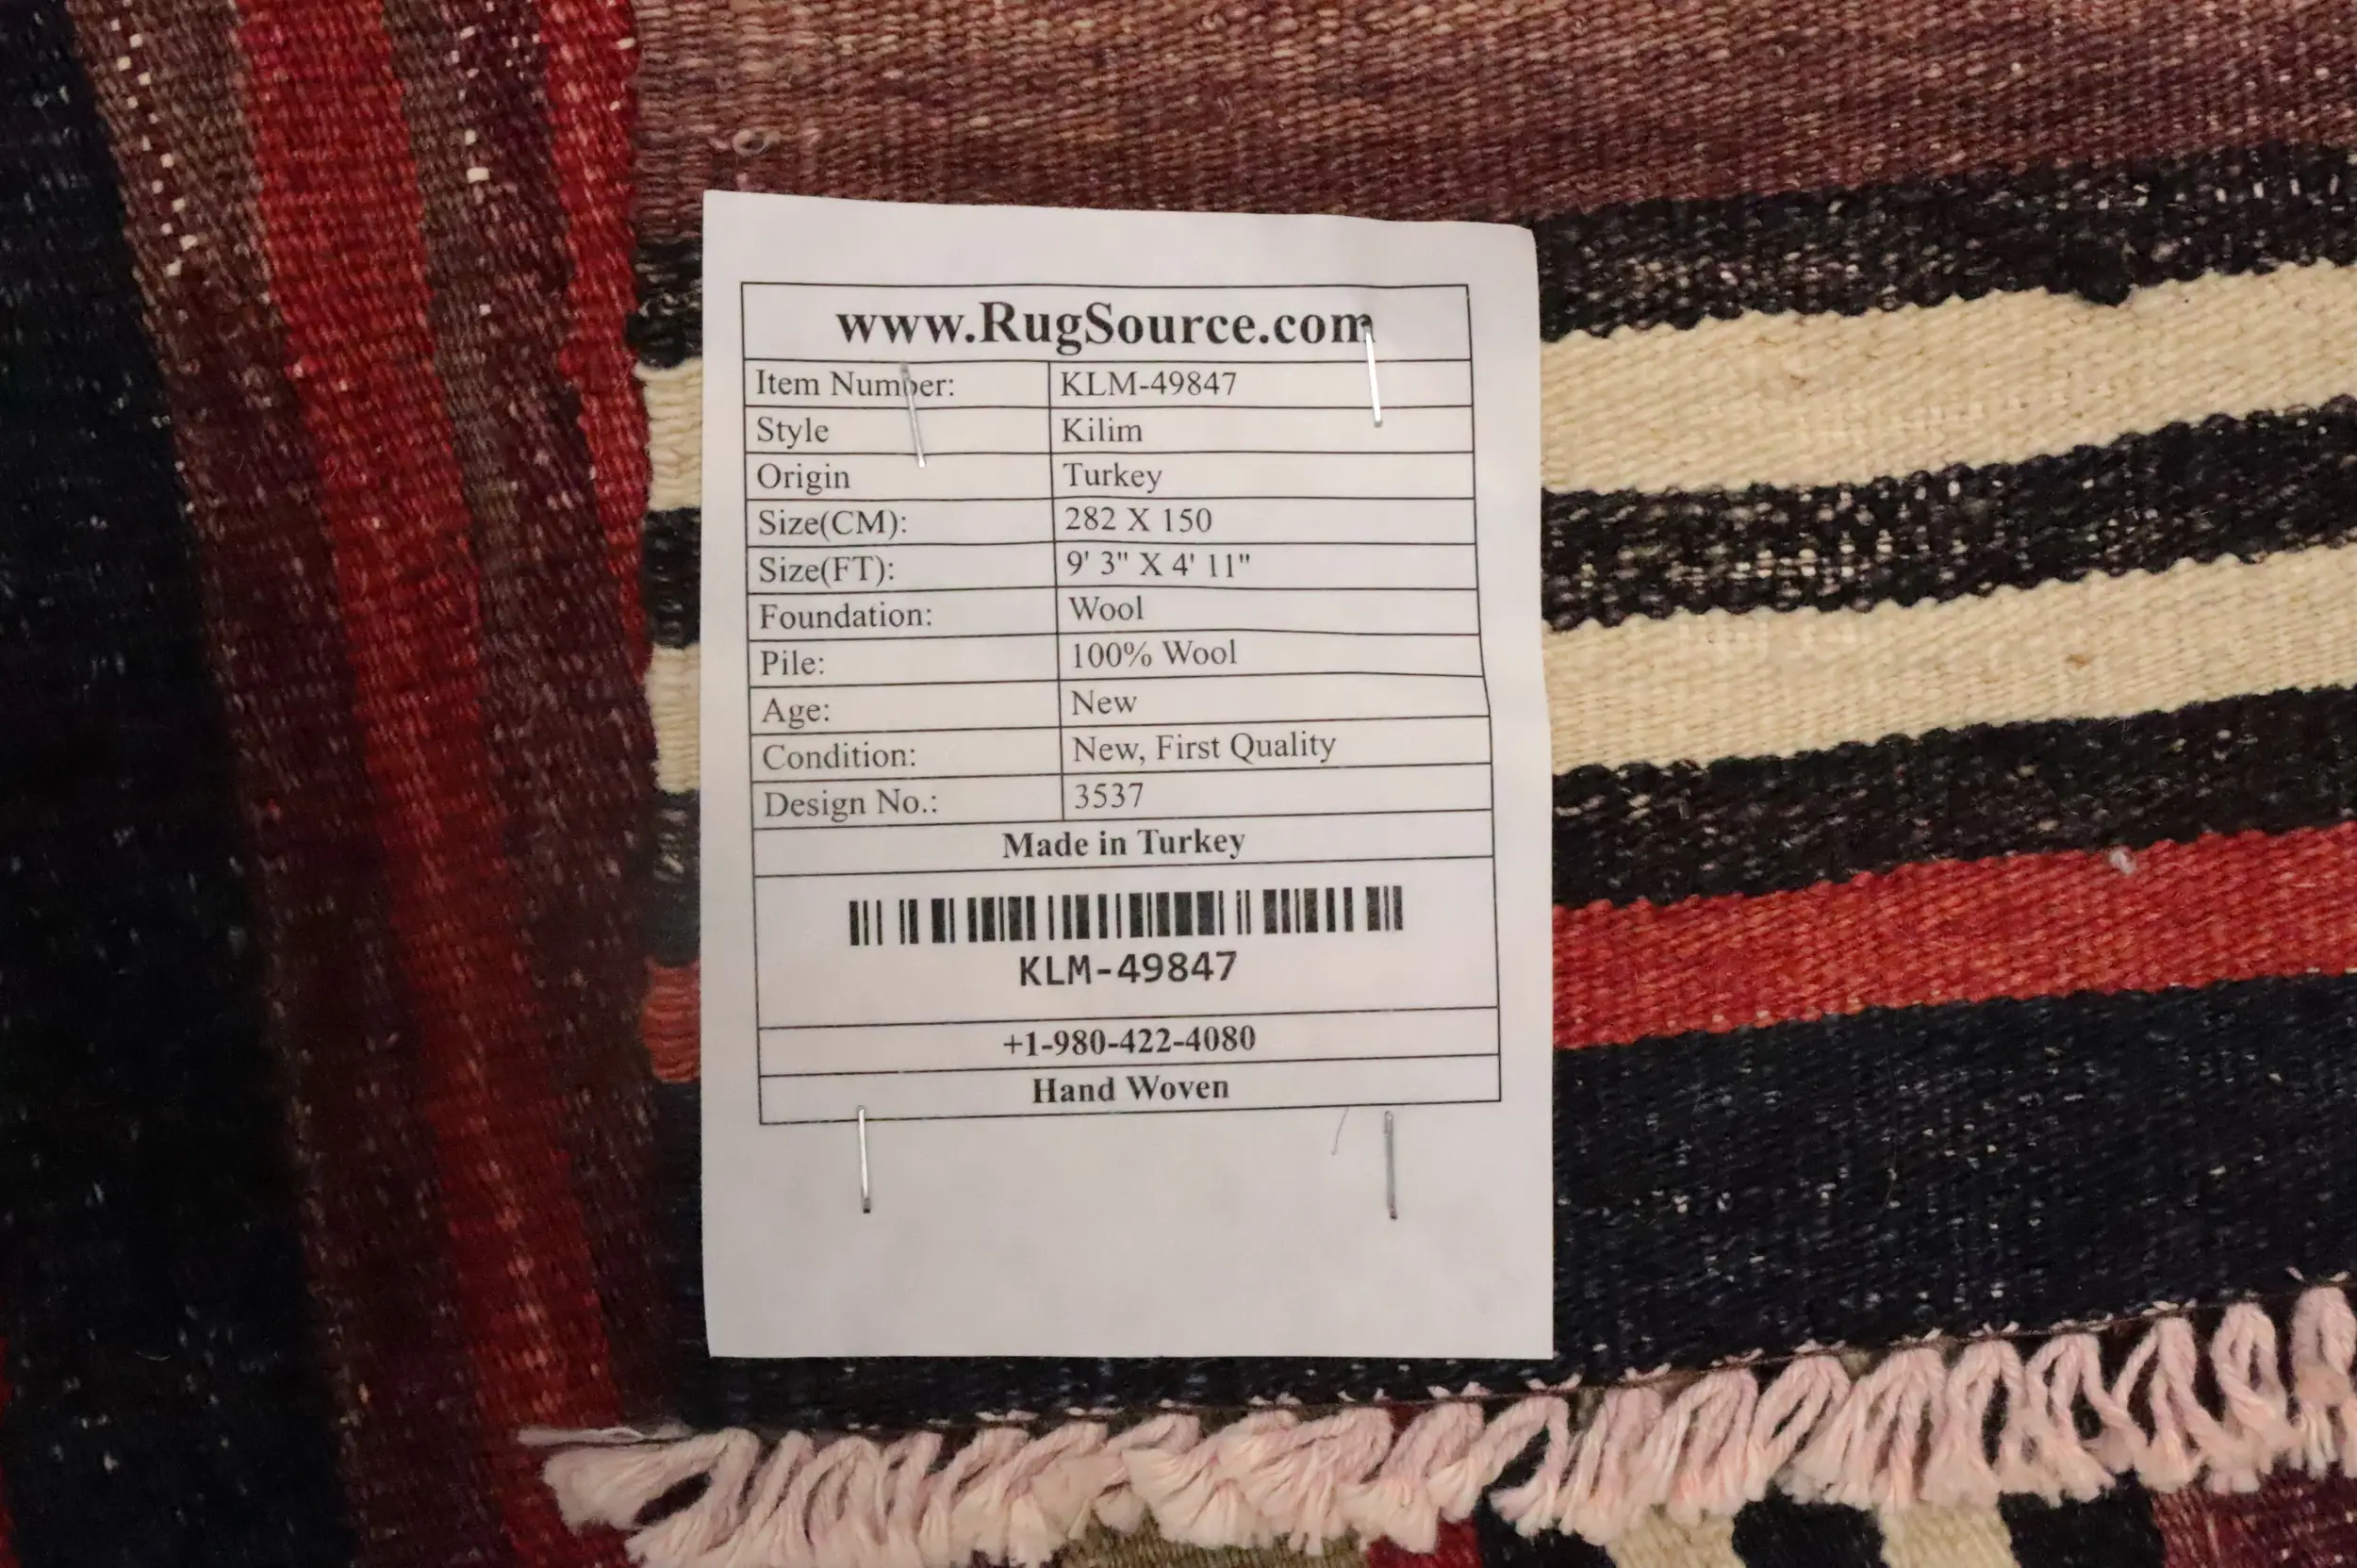 www.RugSource.com
Item Number: KLM-49847
Style Kilim
Origin Turkey
Size(CM): 282 X 150
Size(FT): 9' 3" X 4' 11"
Foundation: Wool
Pile: 100% Wool
Age: New
Condition: New, First Quality
Design No.: 3537
Made in Turkey
KLM-49847
+1-980-422-4080
Hand Woven